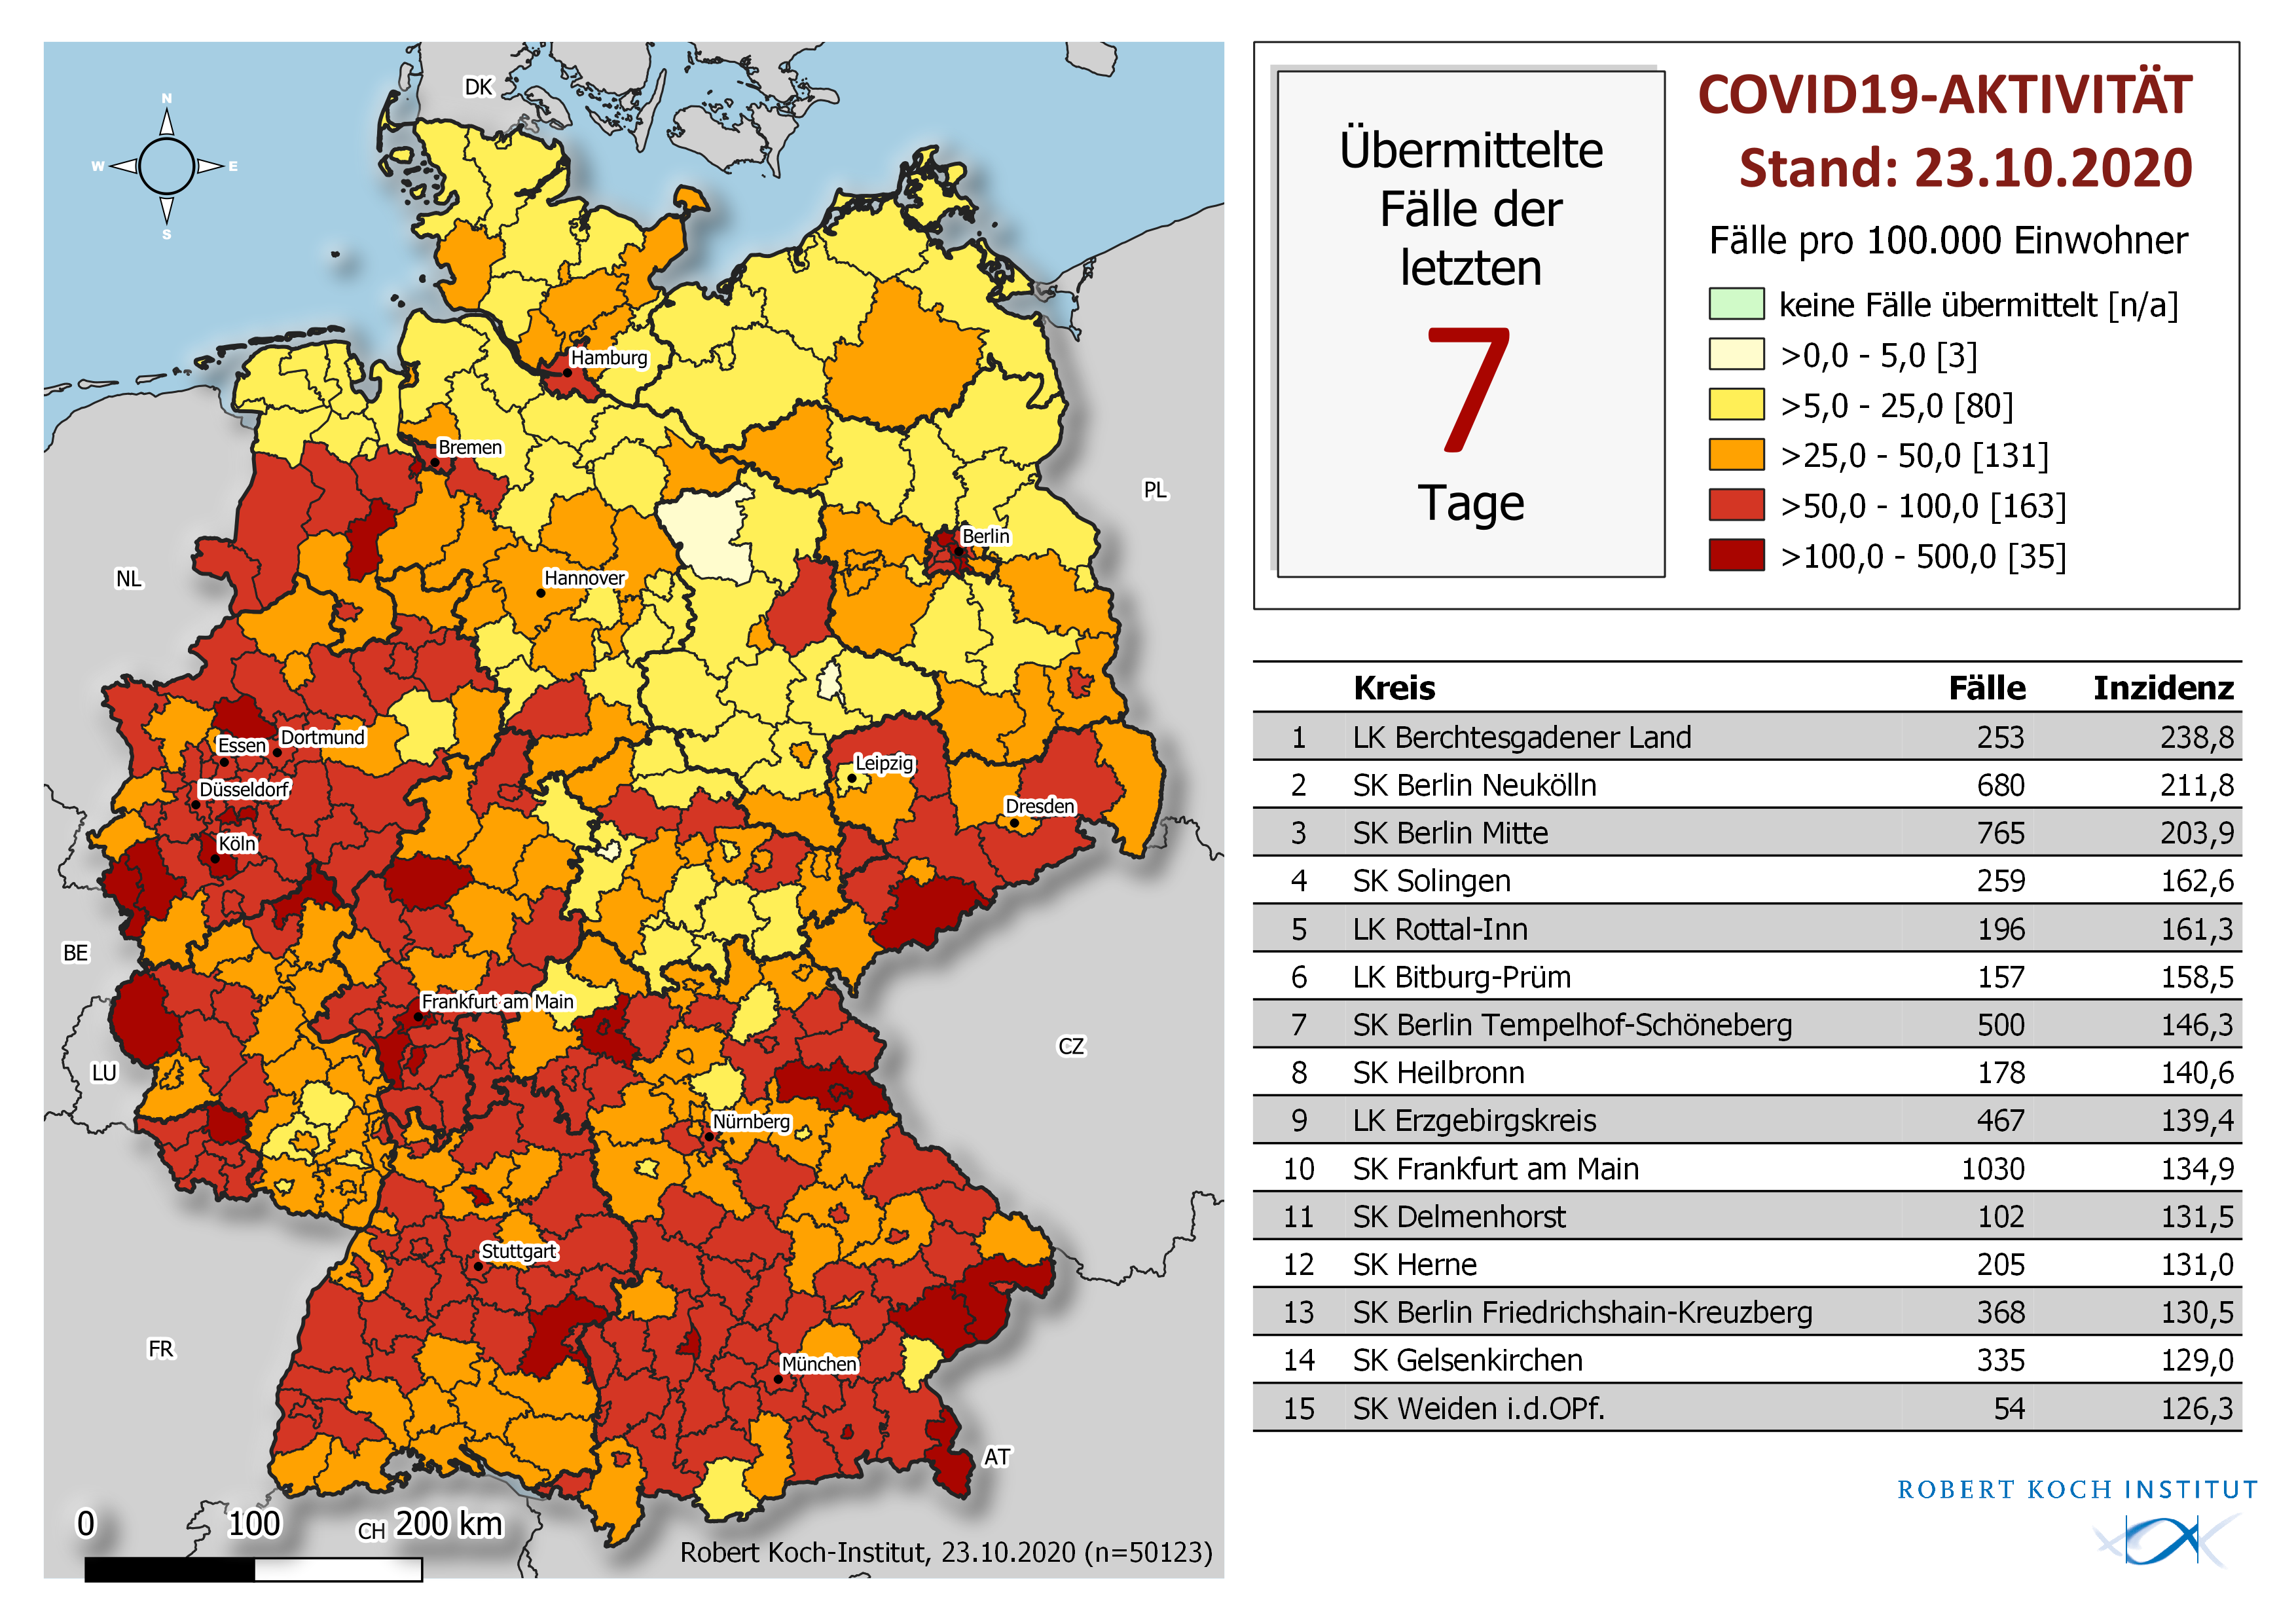 N
W
E
S
DK
Hamburg
Bremen
PL
Berlin
NL
Hannover
Essen
Dortmund
Düsseldorf
Leipzig
Dresden
Köln
BE
Frankfurt am Main
CZ
LU
Nürnberg
Stuttgart
FR
München
AT
0 100 200 km
CH
Robert Koch-Institut, 23.10.2020 (n=50123)
Übermittelte
Fälle der
letzten
7
Tage
COVID19-AKTIVITÄT
Stand: 23.10.2020
Fälle pro 100.000 Einwohner
keine Fälle übermittelt [n/a]
>0,0 - 5,0 [3]
>5,0 - 25,0 [80]
>25,0 - 50,0 [131]
>50,0 - 100,0 [163]
>100,0 - 500,0 [35]
Kreis Fälle Inzidenz
1 LK Berchtesgadener Land 253 238,8
2 SK Berlin Neukölln 680 211,8
3 SK Berlin Mitte 765 203,9
4 SK Solingen 259 162,6
5 LK Rottal-Inn 196 161,3
6 LK Bitburg-Prüm 157 158,5
7 SK Berlin Tempelhof-Schöneberg 500 146,3
8 SK Heilbronn 178 140,6
9 LK Erzgebirgskreis 467 139,4
10 SK Frankfurt am Main 1030 134,9
11 SK Delmenhorst 102 131,5
12 SK Herne 205 131,0
13 SK Berlin Friedrichshain-Kreuzberg 368 130,5
14 SK Gelsenkirchen 335 129,0
15 SK Weiden i.d.OPf. 54 126,3
ROBERT KOCH INSTITUT